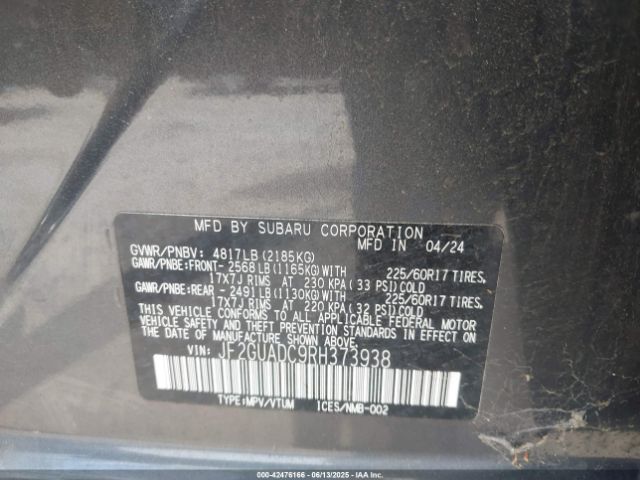 MFD BY SUBARU CORPORATION
MFD IN 04/24
GVWR/PNBV: 4817LB (2185KG)
GAWR/PNBE:FRONT-2568LB (1165KG) WITH 225/60R17 TIRES,
17X7J RIMS AT 230 KPA (33 PSI) COLD
GAWR/PNBE:REAR -2491LB (1130KG) WITH 225/60R17 TIRES,
17X7J RIMS AT 220 KPA (32 PSI) COLD
THIS VEHICLE CONFORMS TO ALL APPLICABLE FEDERAL MOTOR
VEHICLE SAFETY AND THEFT PREVENTION STANDARDS IN EFFECT ON
THE DATE OF MANUFACTURE SHOWN ABOVE.
VIN: JF2GUADC9RH373938
TYPE:MPV/VTUM ICES/NMB-002
000-42476166 - 06/13/2025 - IAAI.COM